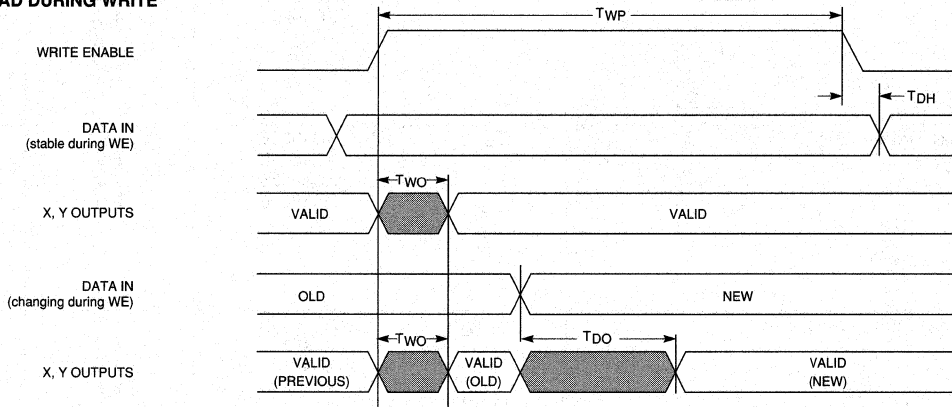 AD DURING WRITE
TWP
WRITE ENABLE
TDH
DATA IN
(stable during WE)
TWO
X, Y OUTPUTS
VALID
VALID
DATA IN
(changing during WE)
OLD
NEW
TWO
TDO
X, Y OUTPUTS
VALID
(PREVIOUS)
VALID
(OLD)
VALID
(NEW)